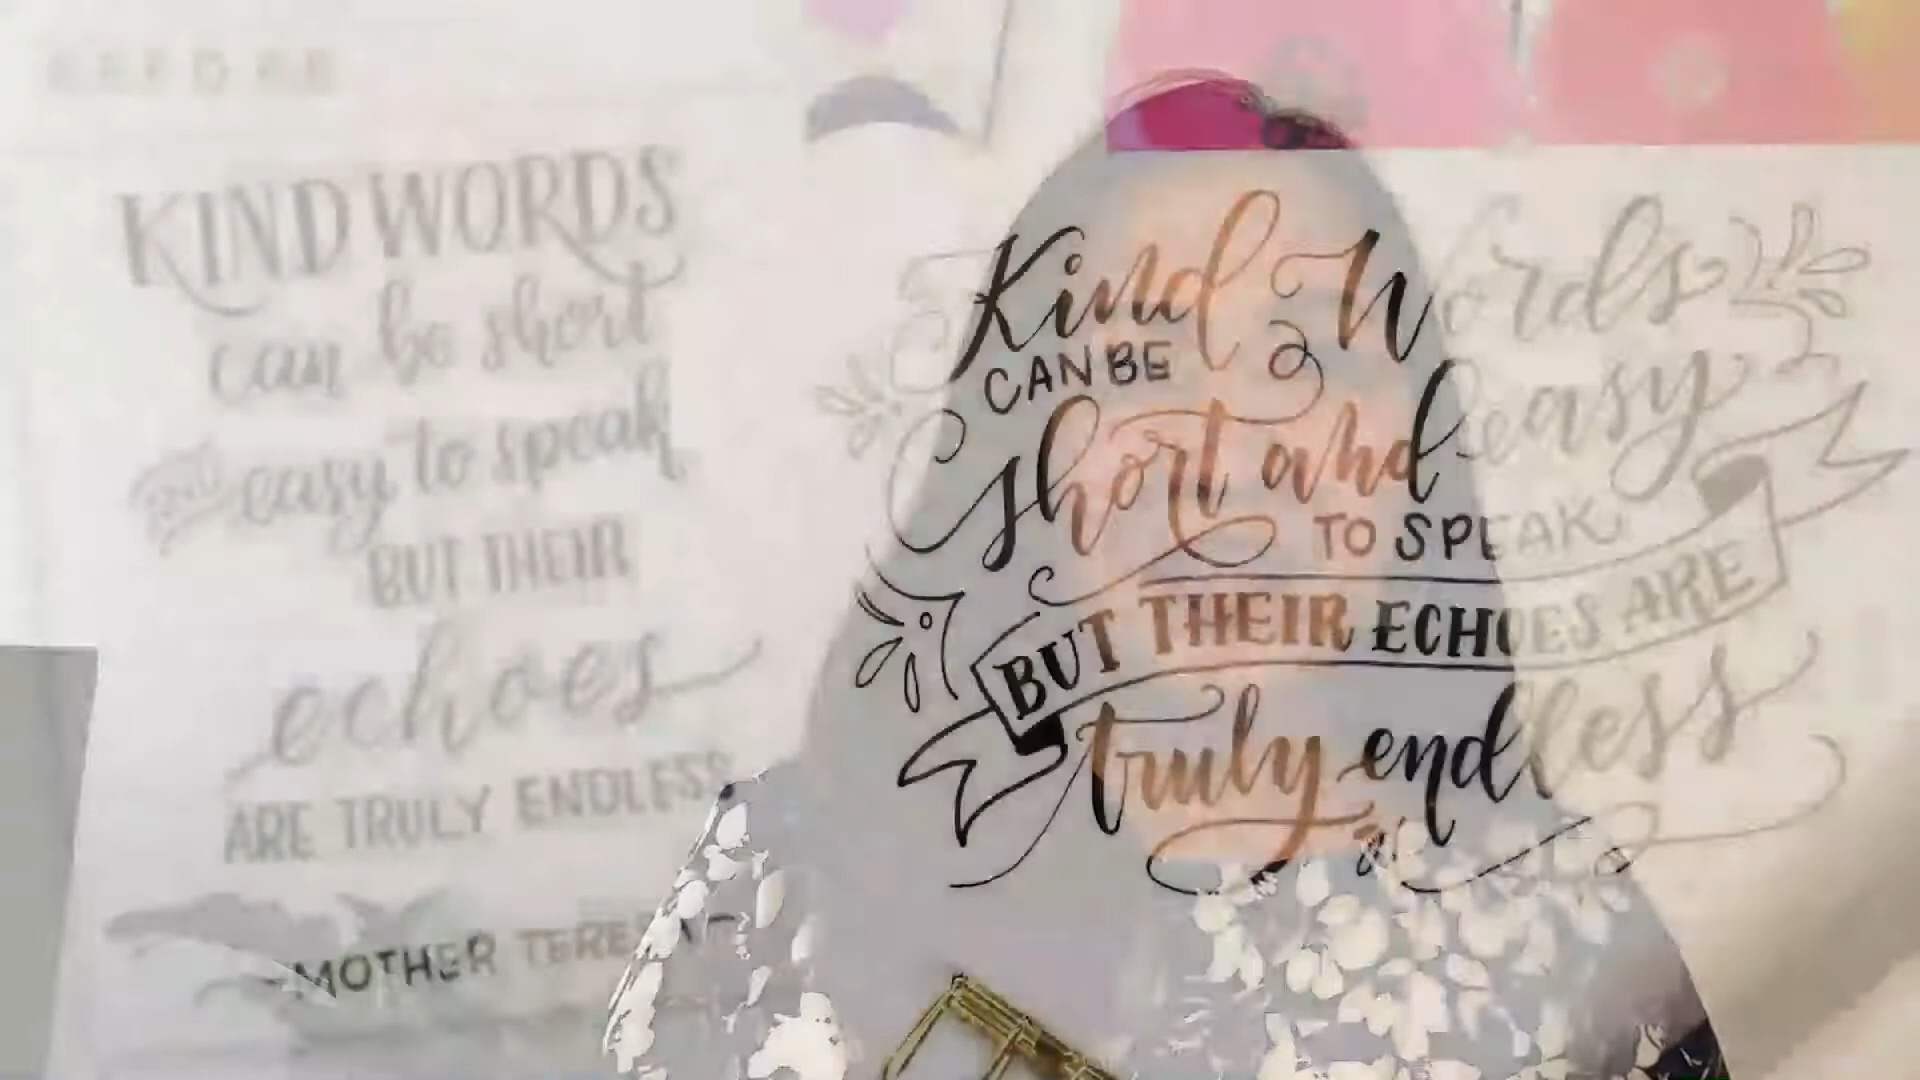 KIND WORDS
can be short
AND easy to speak
BUT THEIR
echoes
ARE TRULY ENDLESS
-MOTHER TERESA-
Kind Words
CAN BE
short and easy
TO SPEAK
BUT THEIR ECHOES ARE
truly endless